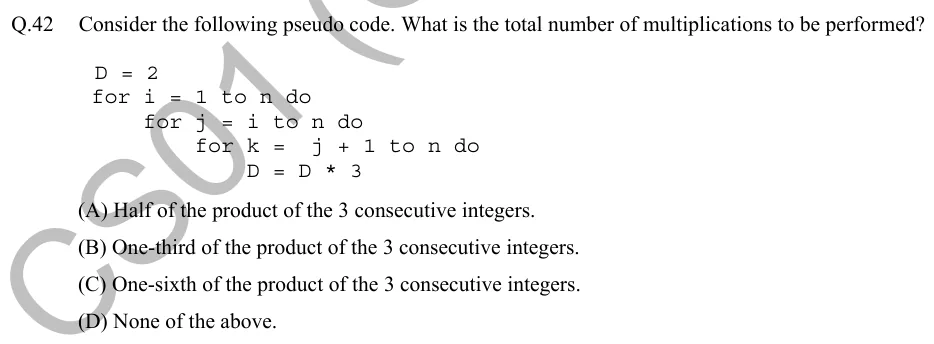 Q.42 Consider the following pseudo code. What is the total number of multiplications to be performed?
D = 2
for i = 1 to n do
for j = i to n do
for k = j + 1 to n do
D = D * 3
(A) Half of the product of the 3 consecutive integers.
(B) One-third of the product of the 3 consecutive integers.
(C) One-sixth of the product of the 3 consecutive integers.
(D) None of the above.
CS01 (